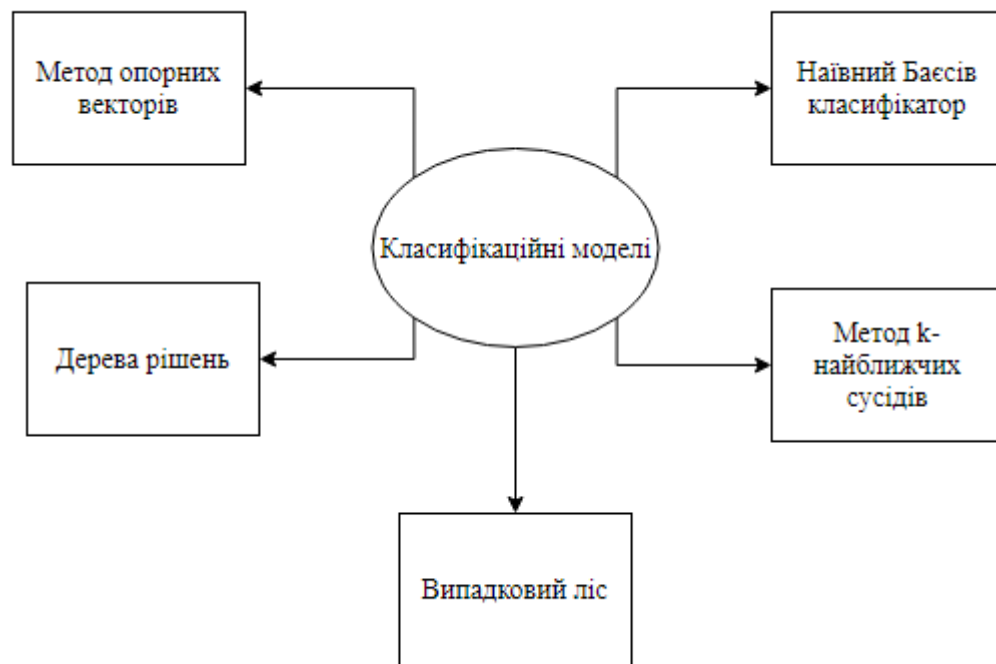 Метод опорних
векторів
Наївний Баєсів
класифікатор
Класифікаційні моделі
Дерева рішень
Метод k-
найближчих
сусідів
Випадковий ліс